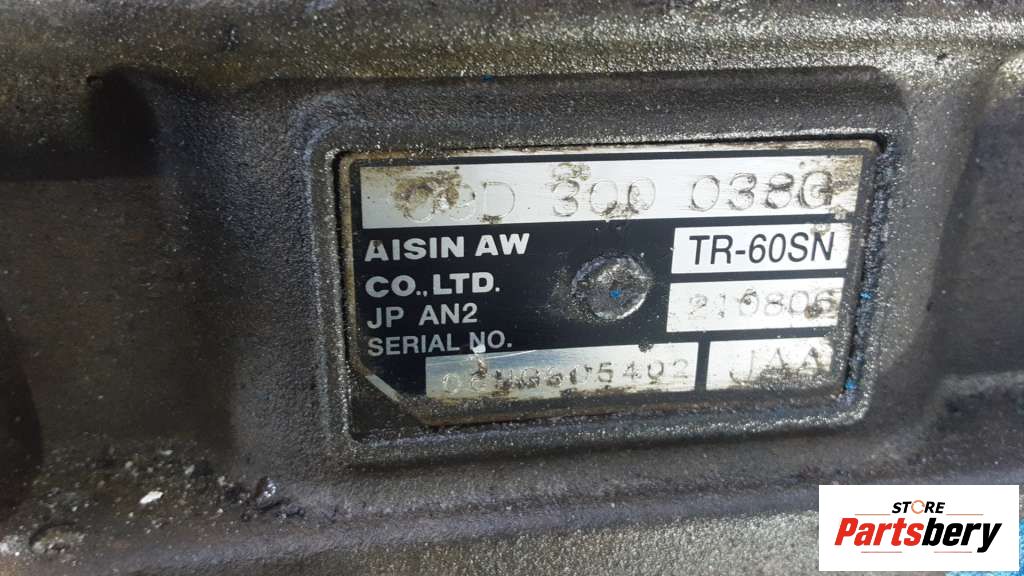 09D 300 038G
AISIN AW
CO.,LTD.
TR-60SN
JP AN2
210806
SERIAL NO.
JAA
STORE
Partsbery